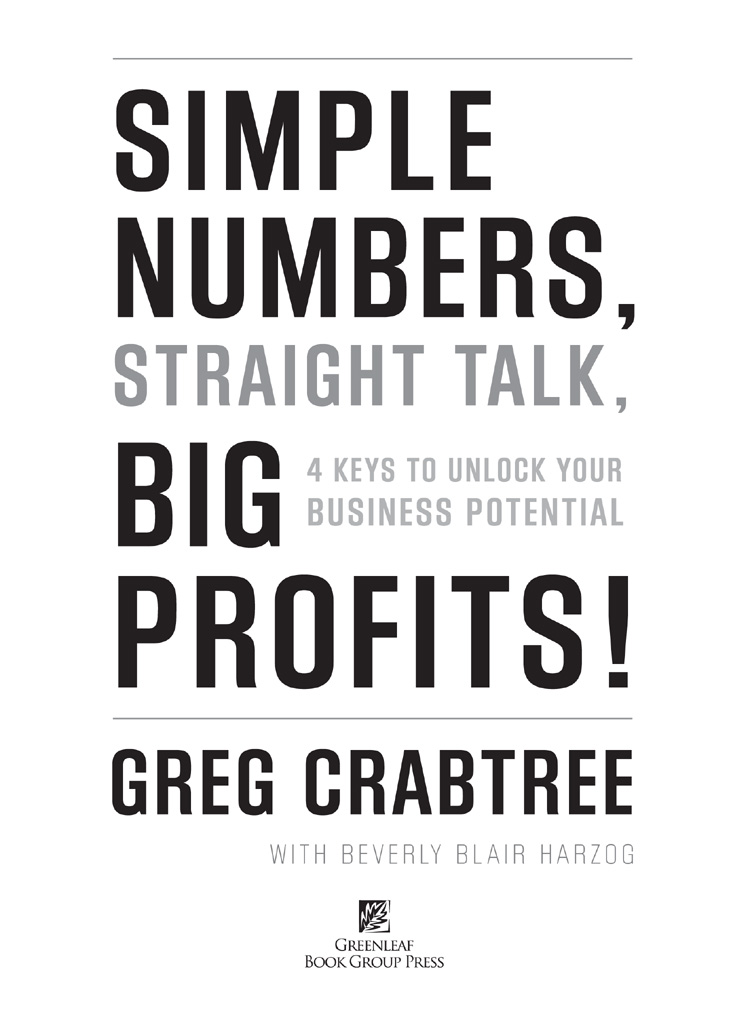 SIMPLE
NUMBERS,
STRAIGHT TALK,
BIG
4 KEYS TO UNLOCK YOUR
BUSINESS POTENTIAL
PROFITS!
GREG CRABTREE
WITH BEVERLY BLAIR HARZOG
GREENLEAF
BOOK GROUP PRESS